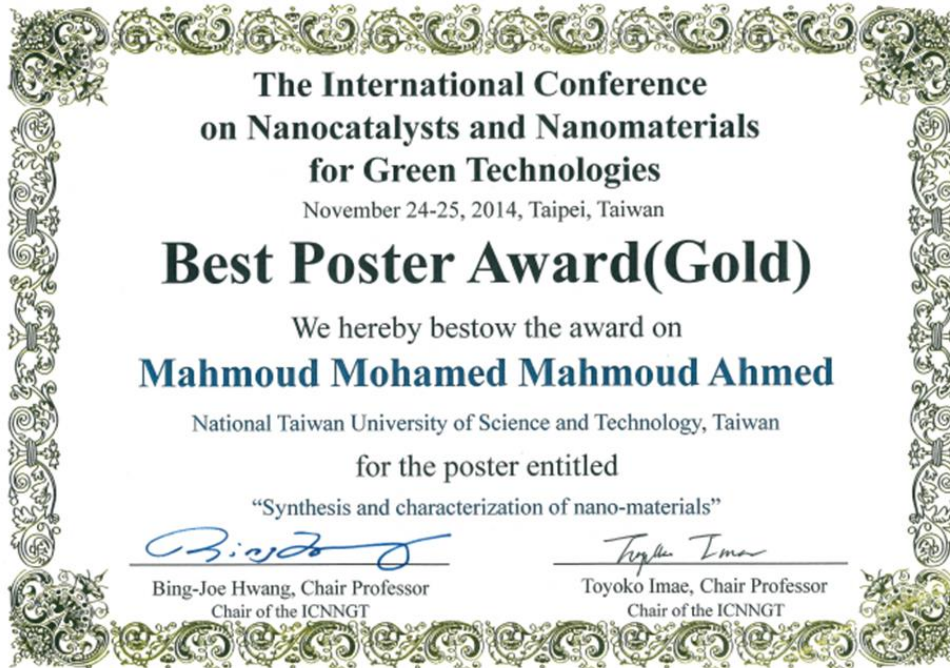 The International Conference
on Nanocatalysts and Nanomaterials
for Green Technologies
November 24-25, 2014, Taipei, Taiwan
Best Poster Award(Gold)
We hereby bestow the award on
Mahmoud Mohamed Mahmoud Ahmed
National Taiwan University of Science and Technology, Taiwan
for the poster entitled
“Synthesis and characterization of nano-materials”
Toyoko Imae
Bing-Joe Hwang, Chair Professor
Chair of the ICNNGT
Toyoko Imae, Chair Professor
Chair of the ICNNGT